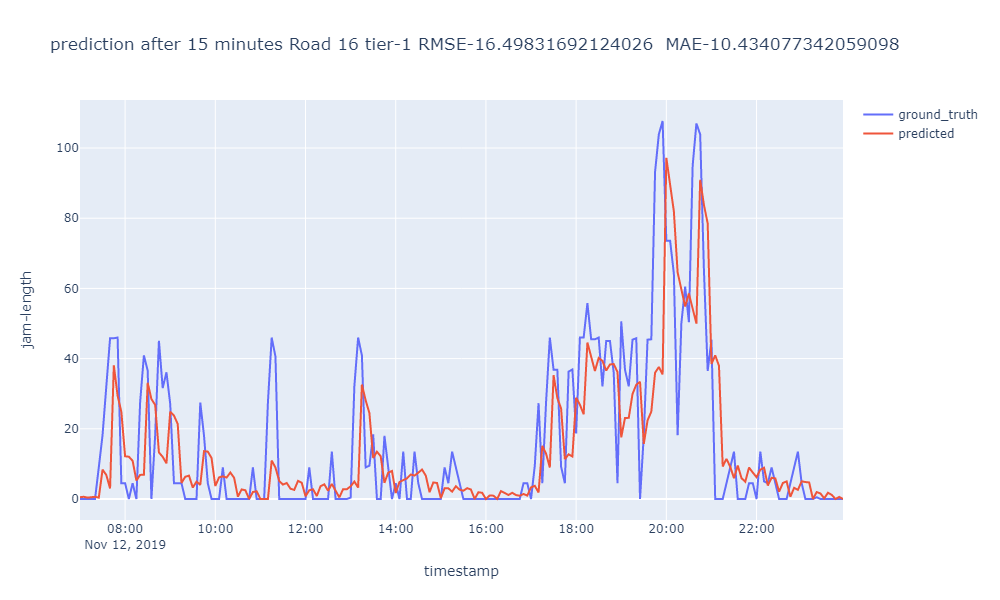 prediction after 15 minutes Road 16 tier-1 RMSE-16.49831692124026  MAE-10.434077342059098
ground_truth
predicted
100
80
60
40
20
0
jam-length
08:00 10:00 12:00 14:00 16:00 18:00 20:00 22:00
Nov 12, 2019
timestamp